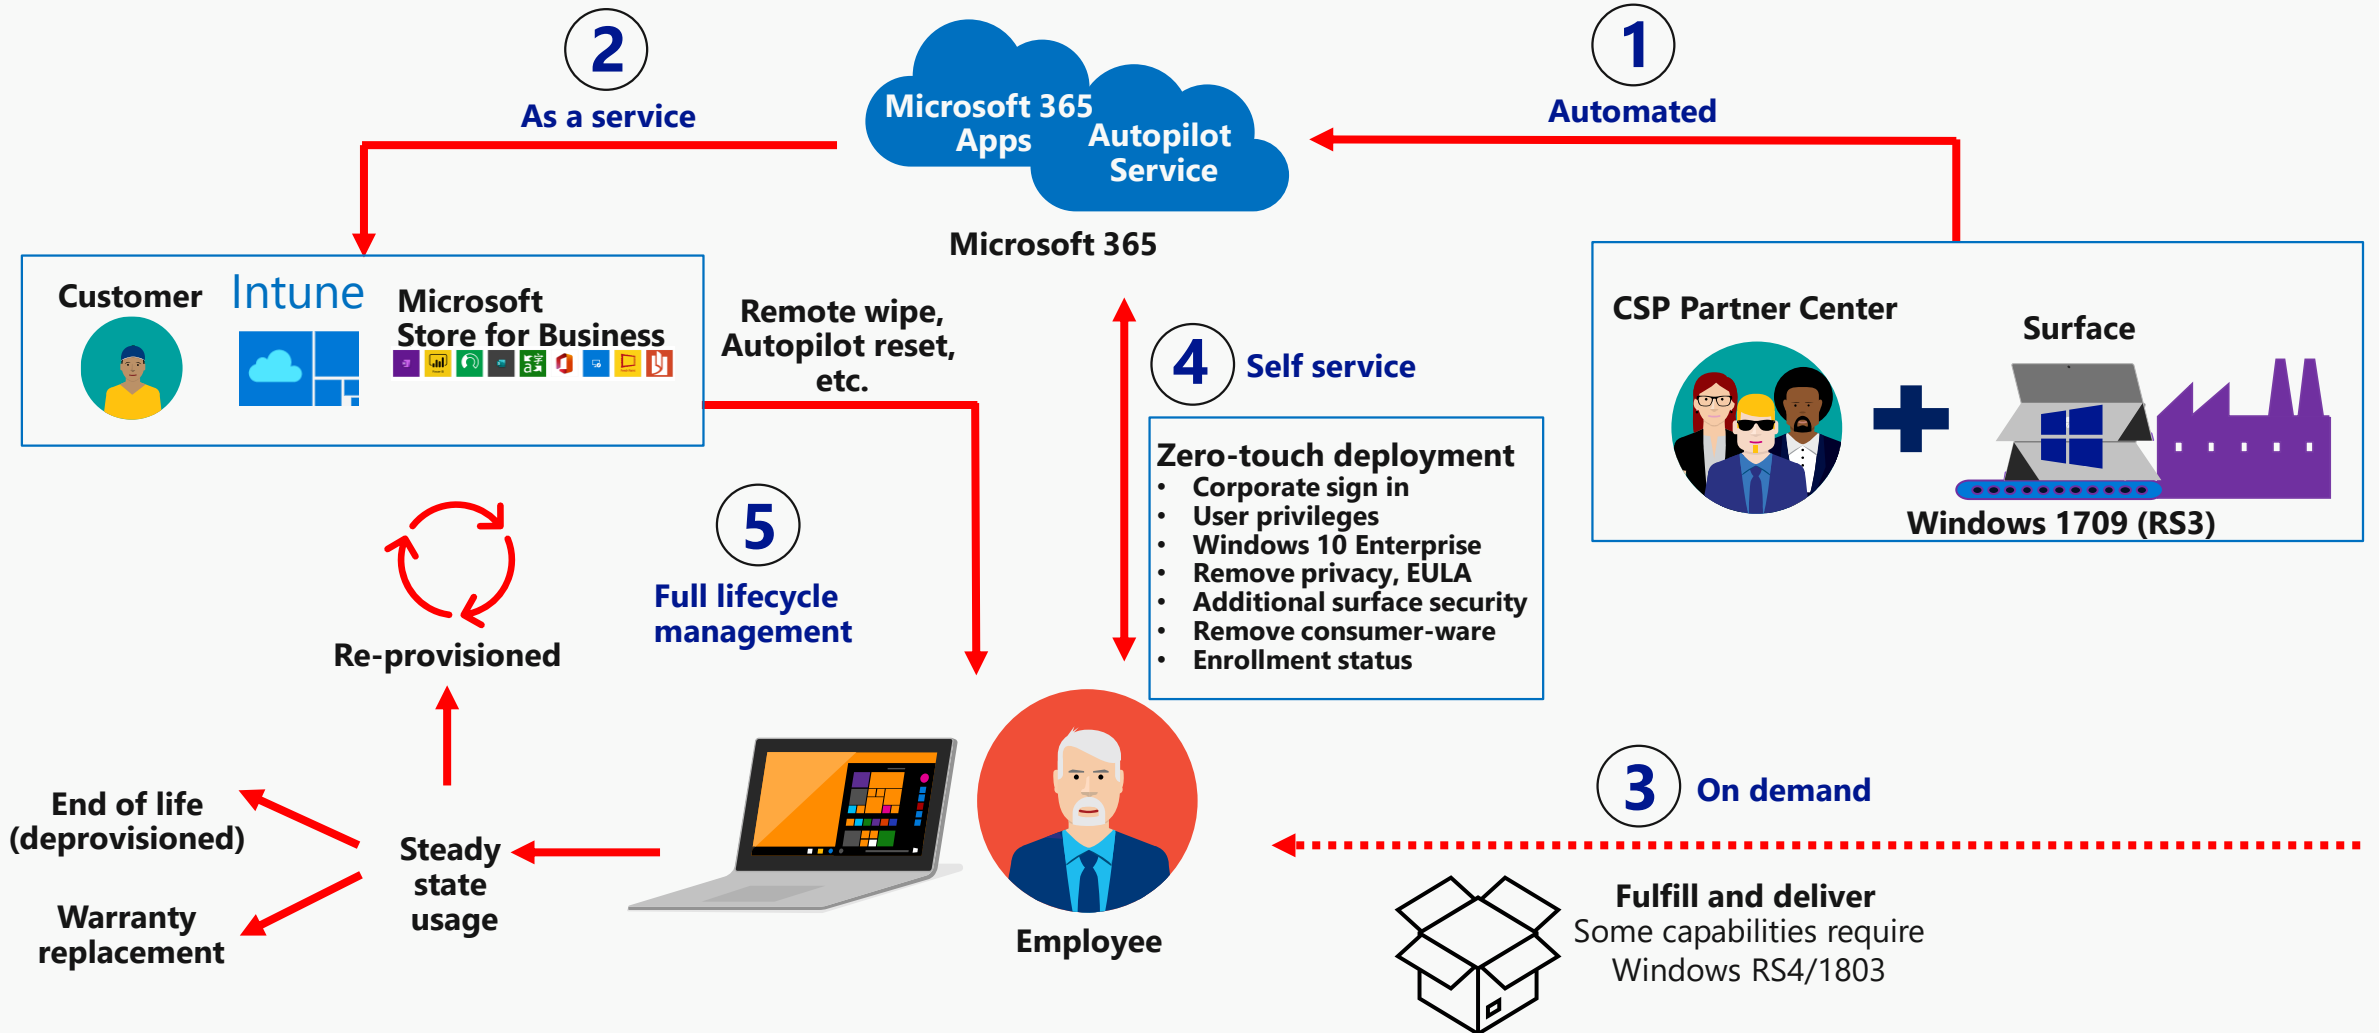 2
As a service
Microsoft 365
Apps
Autopilot
Service
Microsoft 365
1
Automated
Customer
Intune
Microsoft
Store for Business
Remote wipe,
Autopilot reset,
etc.
4
Self service
Zero-touch deployment
• Corporate sign in
• User privileges
• Windows 10 Enterprise
• Remove privacy, EULA
• Additional surface security
• Remove consumer-ware
• Enrollment status
CSP Partner Center
Surface
Windows 1709 (RS3)
5
Full lifecycle
management
Re-provisioned
End of life
(deprovisioned)
Warranty
replacement
Steady
state
usage
Employee
3
On demand
Fulfill and deliver
Some capabilities require
Windows RS4/1803